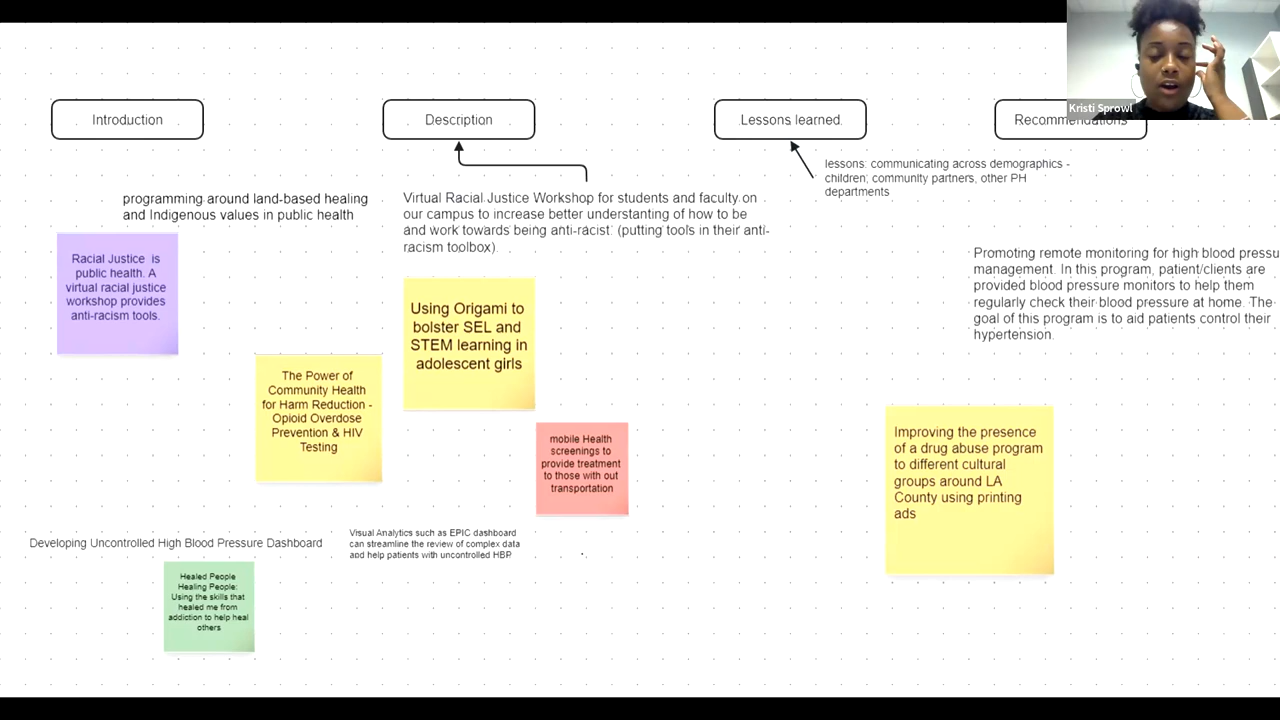 Kristi Sprowl
Introduction
Description
Lessons learned.
Recommendations
lessons: communicating across demographics -
children; community partners, other PH
departments
programming around land-based healing
and Indigenous values in public health
Virtual Racial Justice Workshop for students and faculty on
our campus to increase better understanding of how to be
and work towards being anti-racist: (putting tools in their anti-
racism toolbox).
Racial Justice is
public health. A
virtual racial justice
workshop provides
anti-racism tools.
Promoting remote monitoring for high blood pressu
management. In this program, patient/clients are
provided blood pressure monitors to help them
regularly check their blood pressure at home. The
goal of this program is to aid patients control their
hypertension.
Using Origami to
bolster SEL and
STEM learning in
adolescent girls
The Power of
Community Health
for Harm Reduction -
Opioid Overdose
Prevention & HIV
Testing
mobile Health
screenings to
provide treatment
to those with out
transportation
Improving the presence
of a drug abuse program
to different cultural
groups around LA
County using printing
ads
Developing Uncontrolled High Blood Pressure Dashboard
Visual Analytics such as EPIC dashboard
can streamline the review of complex data
and help patients with uncontrolled HBP.
Healed People
Healing People:
Using the skills that
healed me from
addiction to help heal
others